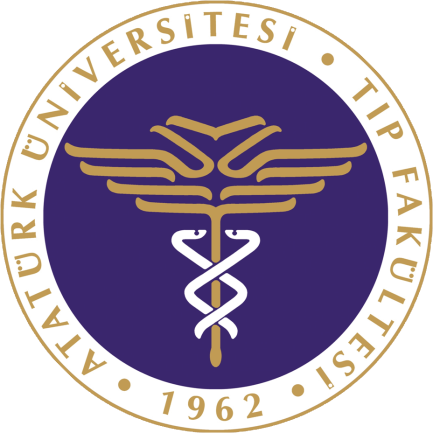 ATATÜRK ÜNİVERSİTESİ • TIP FAKÜLTESİ • 1962 •